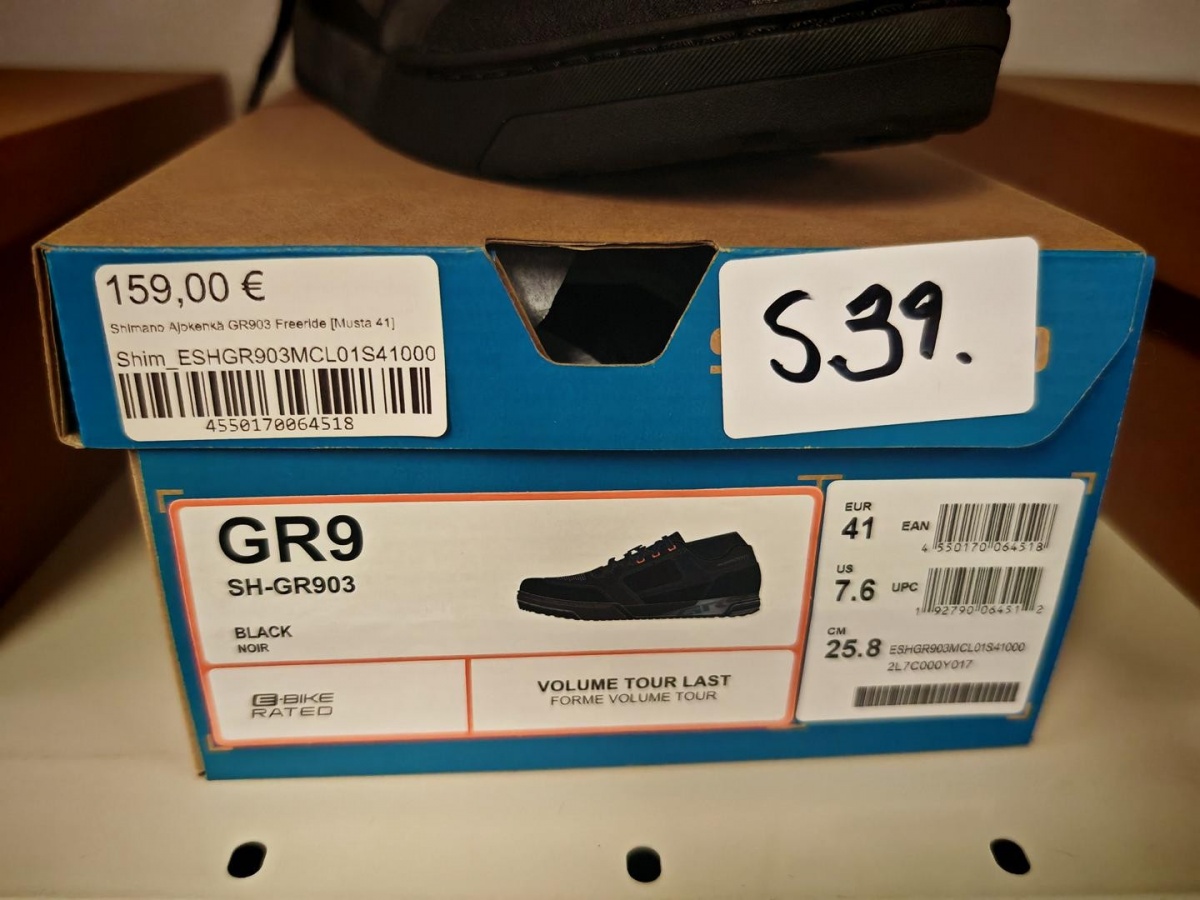 159,00 €
Shimano Ajokenkä GR903 Freeride [Musta 41]
Shim_ESHGR903MCL01S41000
4550170064518
S.39.
GR9
SH-GR903
BLACK
NOIR
E-BIKE
RATED
VOLUME TOUR LAST
FORME VOLUME TOUR
EUR
41
EAN
4 550170 064518
US
7.6
UPC
1 92790 06451 2
CM
25.8
ESHGR903MCL01S41000
2L7C000Y017